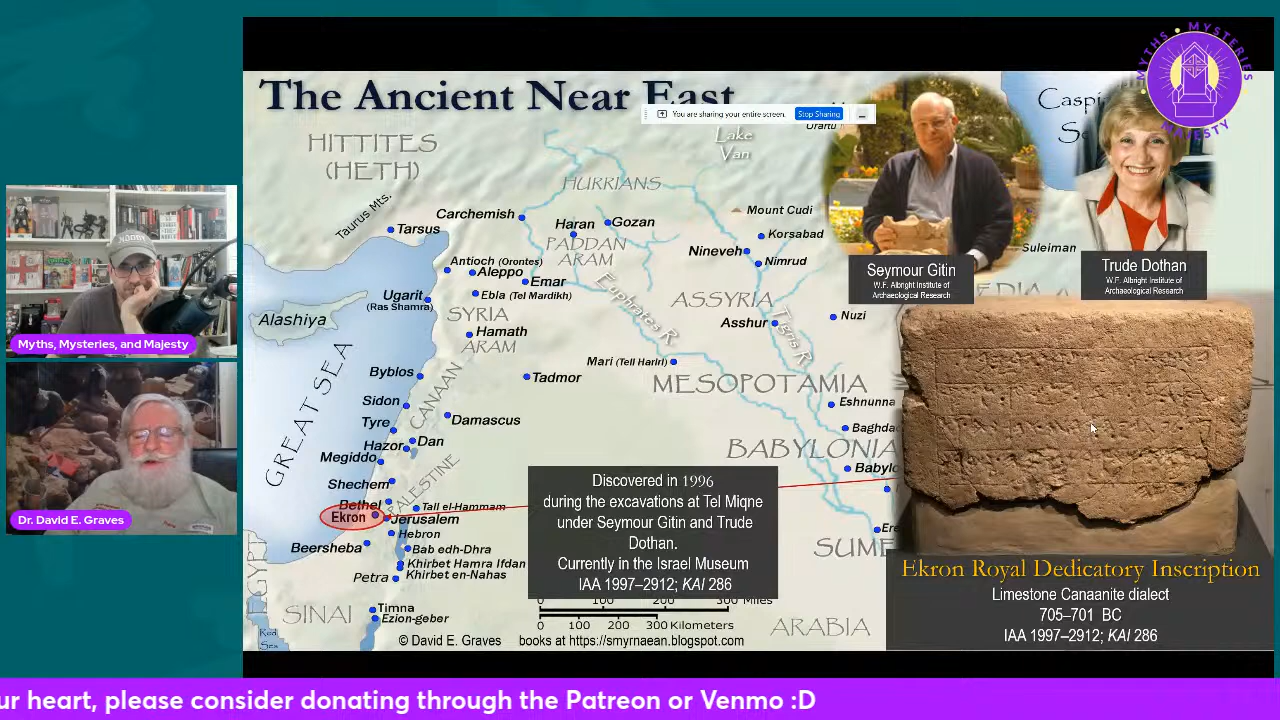 The Ancient Near East
You are sharing your entire screen.
Stop Sharing
MYTHS • MYSTERIES
MAJESTY
HITTITES
(HETH)
Lake
Van
Urartu
HURRIANS
Taurus Mts.
Tarsus
Carchemish
Haran
Gozan
PADDAN
ARAM
Mount Cudi
Korsabad
Nineveh
Nimrud
Suleiman
Antioch (Orontes)
Aleppo
Emar
Ugarit
(Ras Shamra)
Ebla (Tel Mardikh)
Euphrates R
ASSYRIA
Asshur
Tigris R
Nuzi
Alashiya
SYRIA
Hamath
ARAM
Mari (Tell Hariri)
MESOPOTAMIA
Byblos
Tadmor
CANAAN
Eshnunna
Sidon
Tyre
Damascus
GREAT SEA
Hazor
Dan
Megiddo
BABYLONIA
Shechem
PALESTINE
Bethel
Tall el-Hammam
Ekron
Jerusalem
Hebron
Beersheba
Bab edh-Dhra
Khirbet Hamra Ifdan
Khirbet en-Nahas
Petra
EGYPT
SINAI
Timna
Ezion-geber
Red
Sea
ARABIA
100 200 300 Miles
0 100 200 300 Kilometers
© David E. Graves books at https://smyrnaean.blogspot.com
Seymour Gitin
W.F. Albright Institute of
Archaeological Research
Trude Dothan
W.F. Albright Institute of
Archaeological Research
Discovered in 1996
during the excavations at Tel Miqne
under Seymour Gitin and Trude
Dothan.
Currently in the Israel Museum
IAA 1997–2912; KAI 286
Ekron Royal Dedicatory Inscription
Limestone Canaanite dialect
705–701 BC
IAA 1997–2912; KAI 286
Myths, Mysteries, and Majesty
Dr. David E. Graves
ur heart, please consider donating through the Patreon or Venmo :D